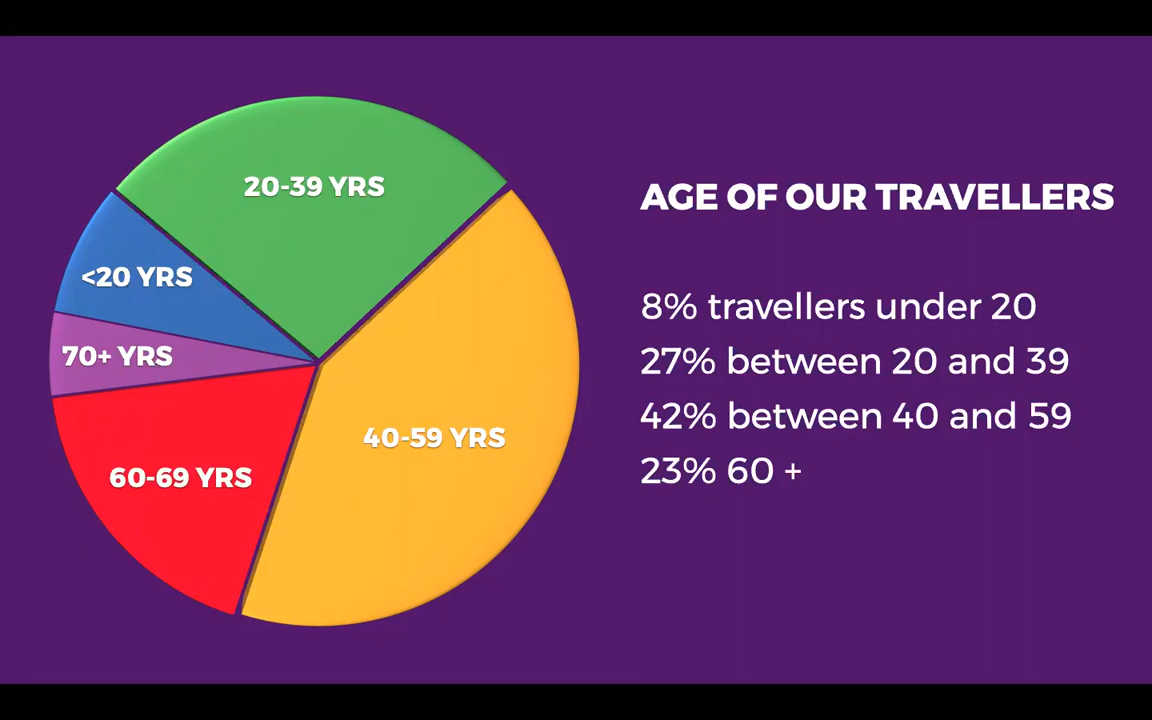 20-39 YRS
<20 YRS
70+ YRS
60-69 YRS
40-59 YRS
AGE OF OUR TRAVELLERS
8% travellers under 20
27% between 20 and 39
42% between 40 and 59
23% 60 +